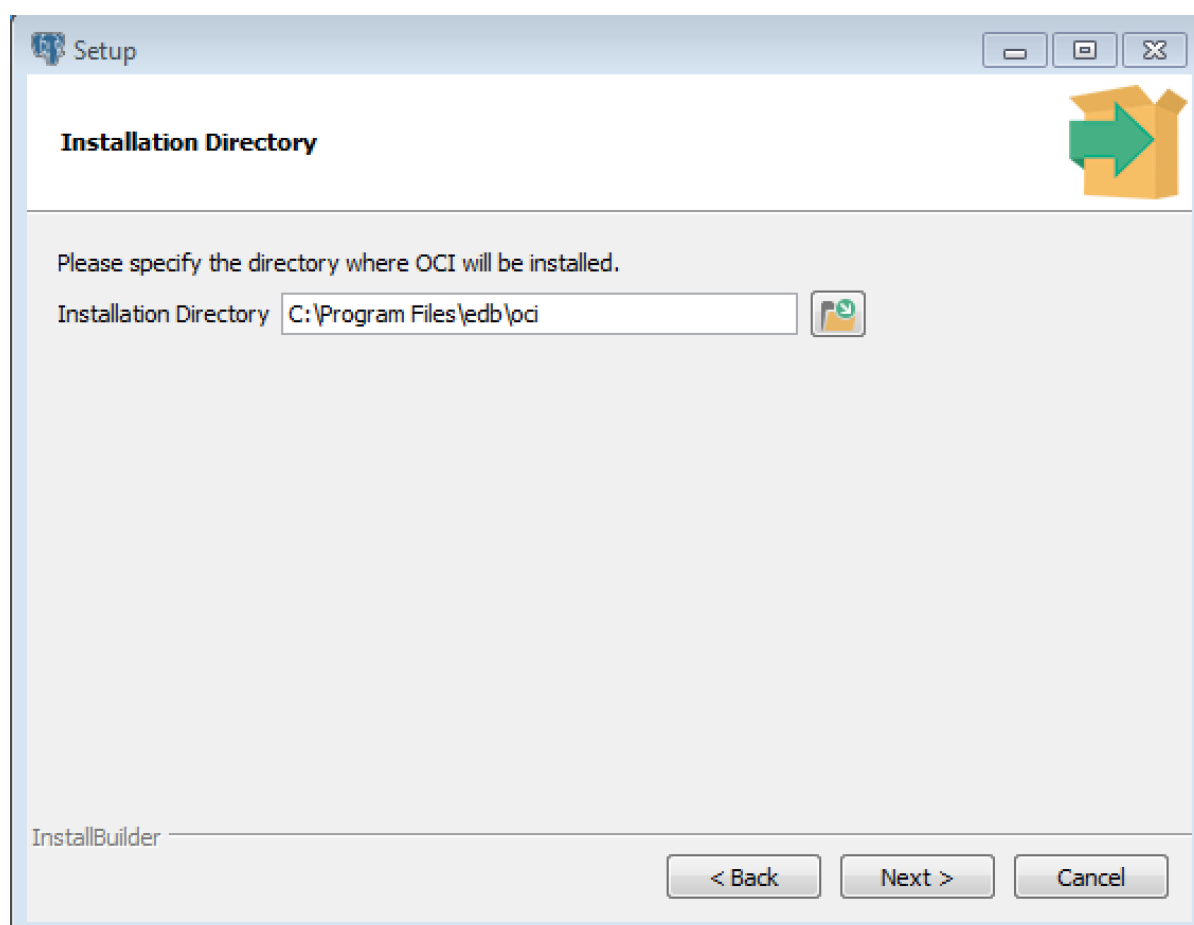 Setup
Installation Directory
Please specify the directory where OCI will be installed.
Installation Directory C:\Program Files\edb\oci
InstallBuilder
< Back Next > Cancel